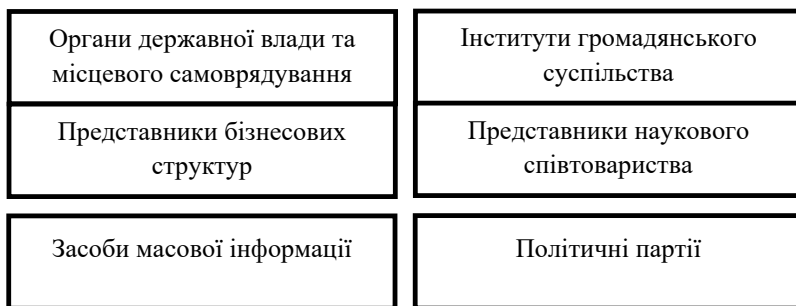 Органи державної влади та
місцевого самоврядування
Інститути громадянського
суспільства
Представники бізнесових
структур
Представники наукового
співтовариства
Засоби масової інформації
Політичні партії